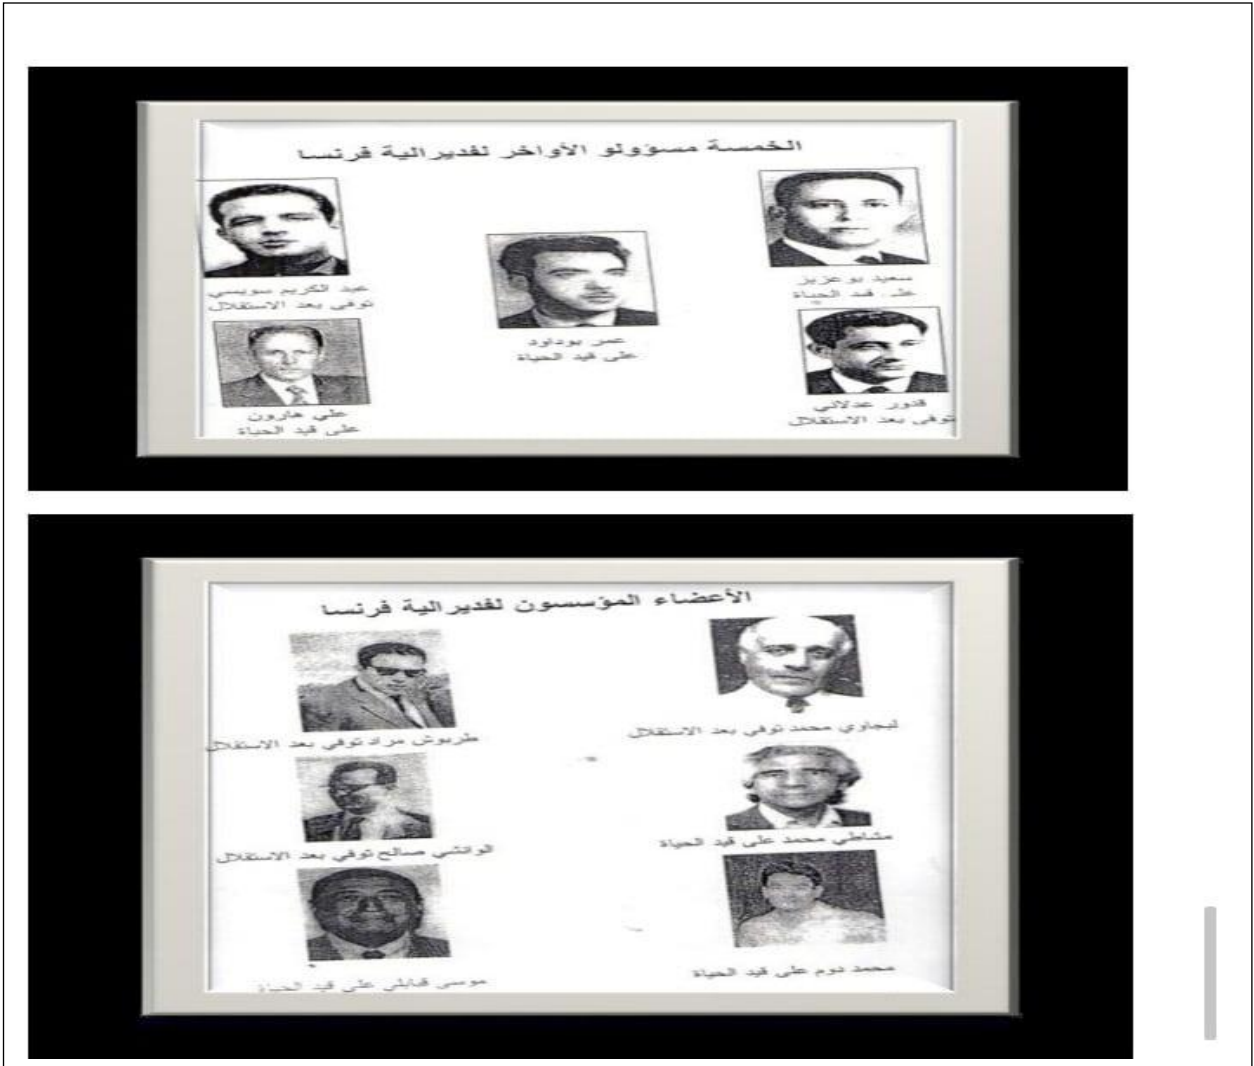 الخمسة مسؤولو الأواخر لفديرالية فرنسا
سعيد بوعزيز
على قيد الحياة
عبد الكريم سويسي
توفي بعد الاستقلال
عمر بوداود
على قيد الحياة
قدور عدلاني
توفي بعد الاستقلال
علي هارون
على قيد الحياة
الأعضاء المؤسسون لفديرالية فرنسا
لبجاوي محمد توفي بعد الاستقلال
طربوش مراد توفي بعد الاستقلال
مشاطي محمد على قيد الحياة
الوانشي صالح توفي بعد الاستقلال
محمد دوم على قيد الحياة
موسى قبايلي على قيد الحياة